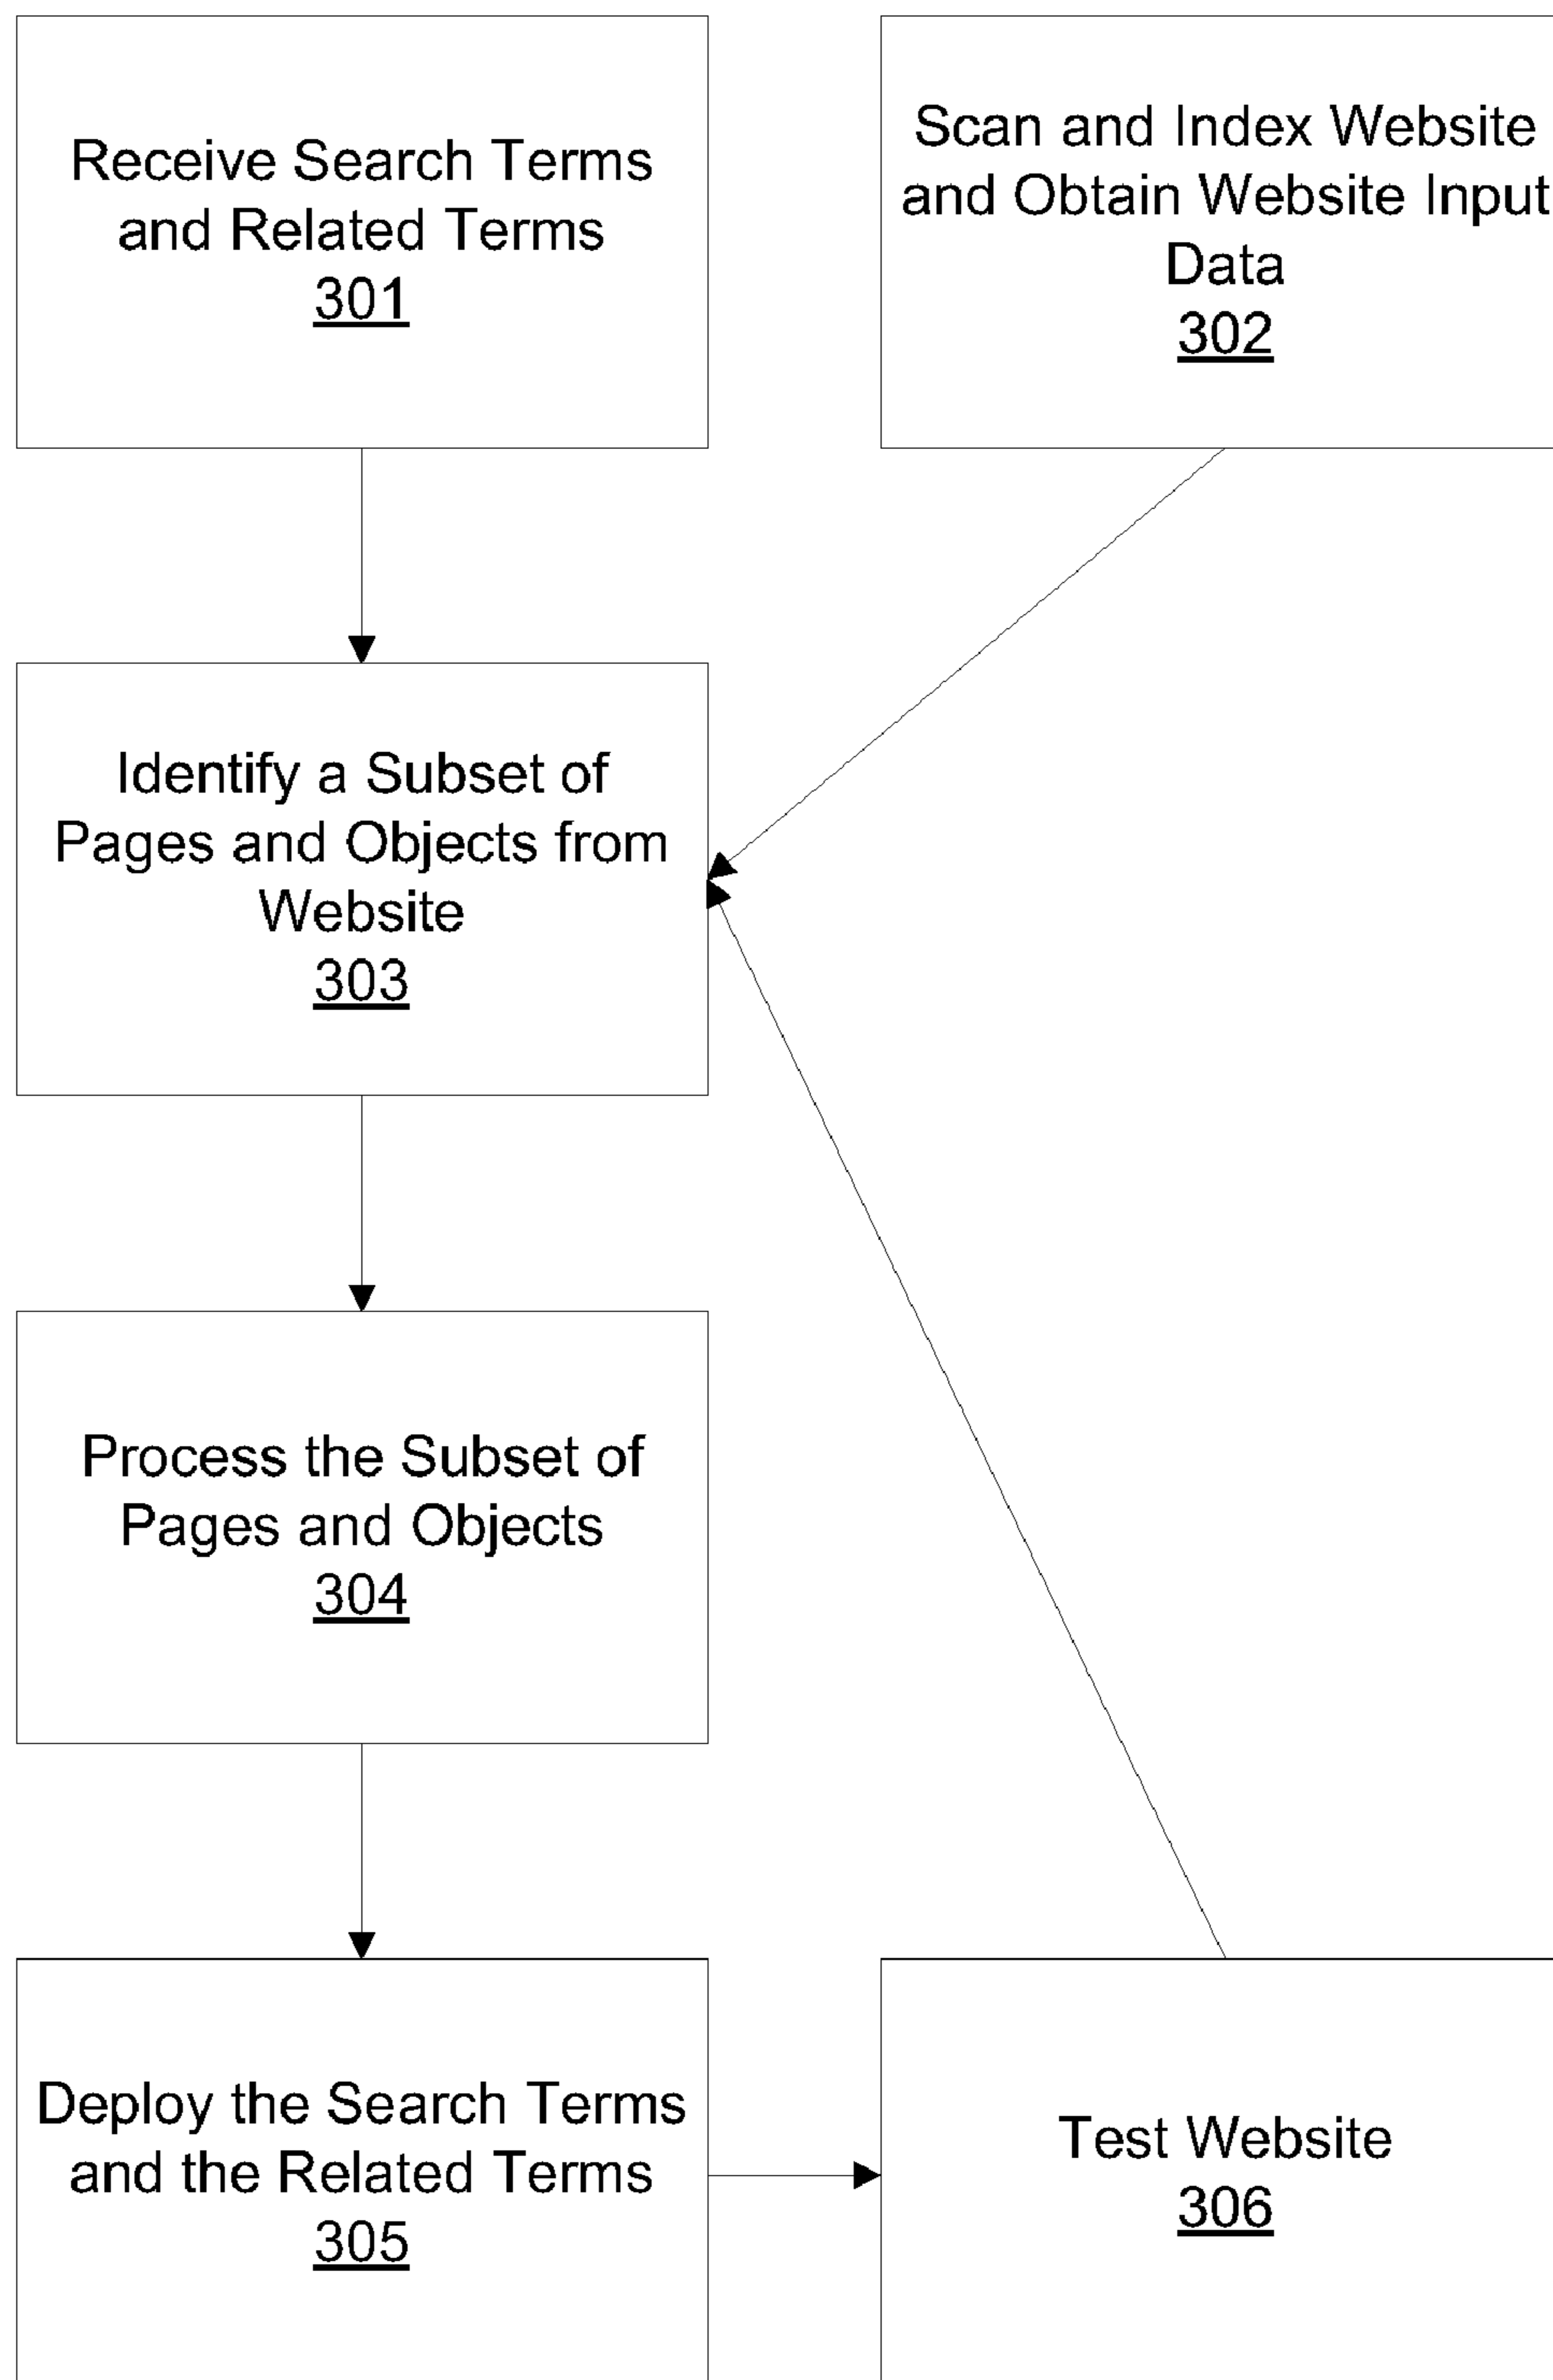 Receive Search Terms
and Related Terms
301
Scan and Index Website
and Obtain Website Input
Data
302
Identify a Subset of
Pages and Objects from
Website
303
Process the Subset of
Pages and Objects
304
Deploy the Search Terms
and the Related Terms
305
Test Website
306